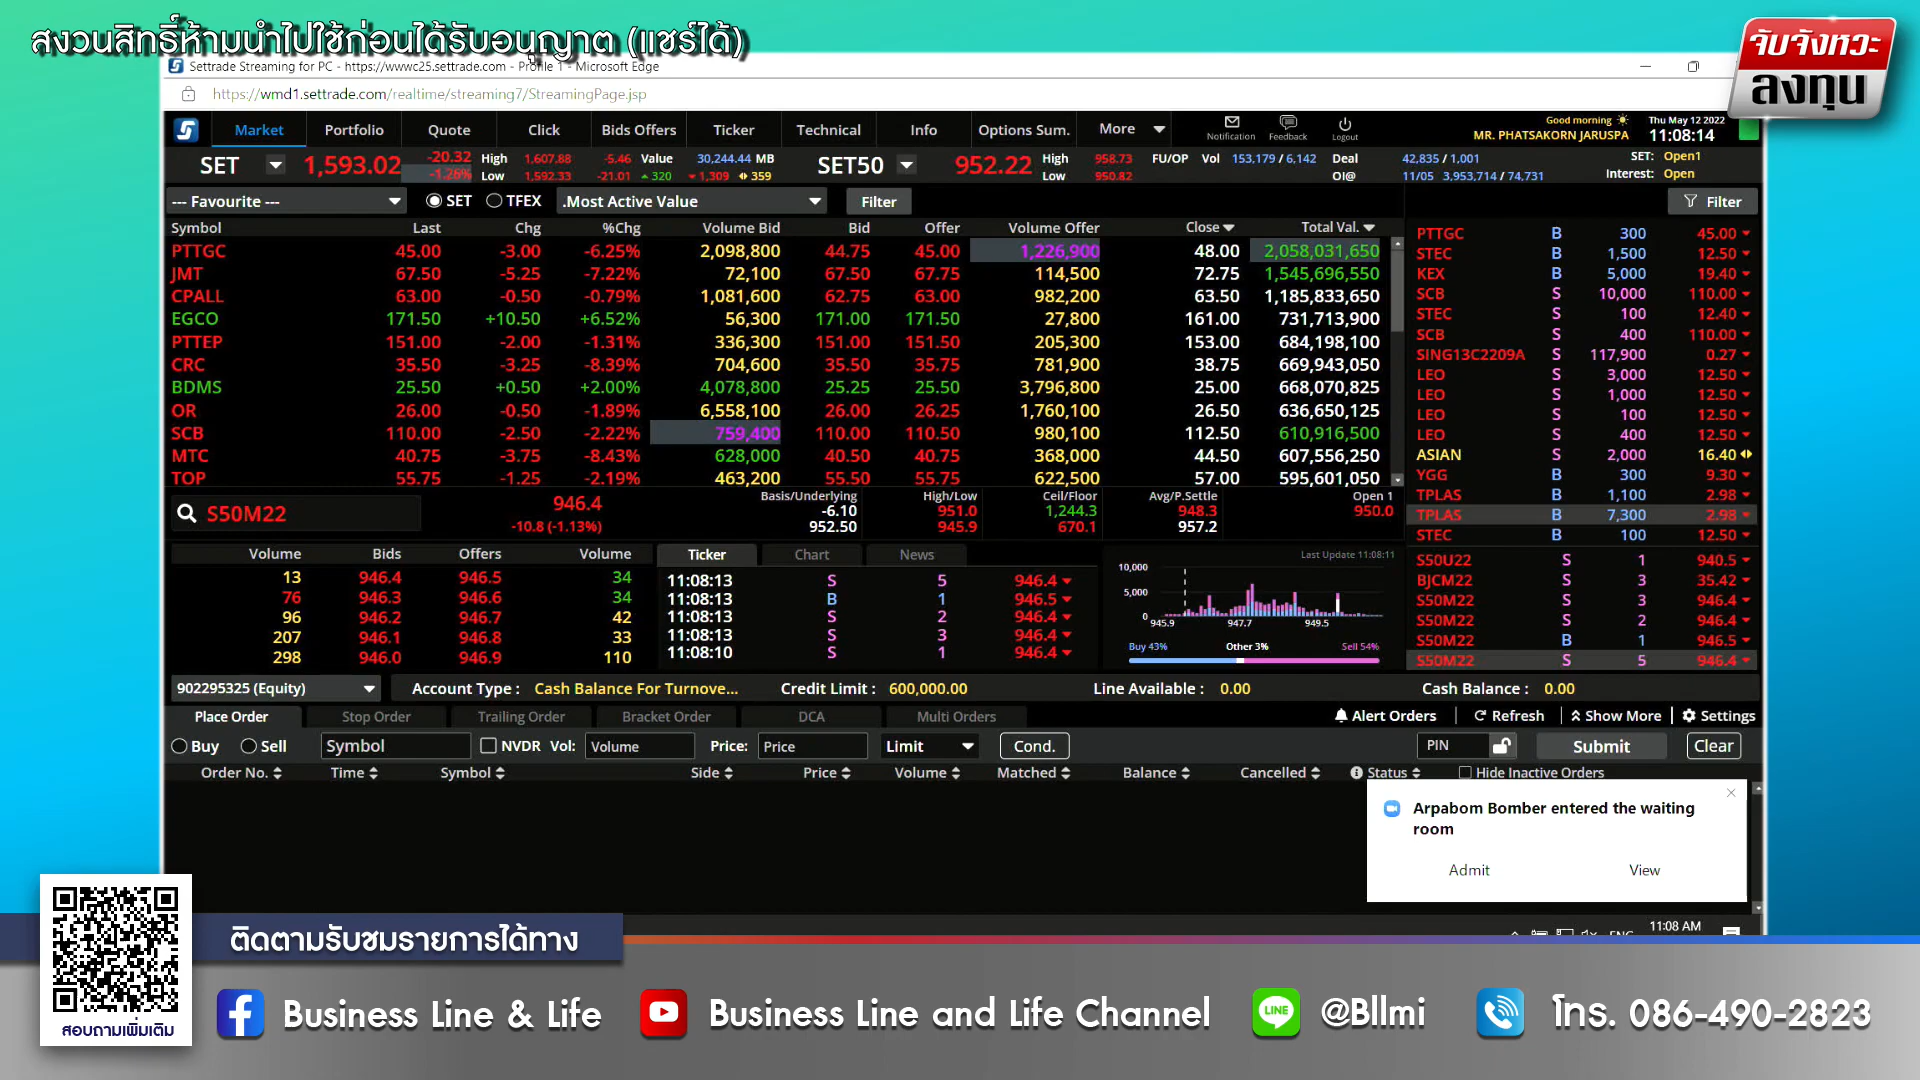 สงวนสิทธิ์ห้ามนำไปใช้ก่อนได้รับอนุญาต (แชร์ได้)
จับจังหวะ
ลงทุน
Settrade Streaming for PC - https://wwwc25.settrade.com - Profile 1 - Microsoft Edge
https://wmd1.settrade.com/realtime/streaming7/StreamingPage.jsp
Market Portfolio Quote Click Bids Offers Ticker Technical Info Options Sum. More Notification Feedback Logout
Good morning Thu May 12 2022
MR. PHATSAKORN JARUSPA 11:08:14
SET 1,593.02 -20.32 High 1,607.88 -5.46 Value 30,244.44 MB SET50 952.22 High 958.73 FU/OP Vol 153,179 / 6,142 Deal 42,835 / 1,001 SET: Open1
-1.26% Low 1,592.33 -21.01 320 1,309 359 Low 950.82 OI@ 11/05 3,953,714 / 74,731 Interest: Open
--- Favourite --- SET TFEX .Most Active Value Filter Filter
Symbol Last Chg %Chg Volume Bid Bid Offer Volume Offer Close Total Val.
PTTGC 45.00 -3.00 -6.25% 2,098,800 44.75 45.00 1,226,900 48.00 2,058,031,650
JMT 67.50 -5.25 -7.22% 72,100 67.50 67.75 114,500 72.75 1,545,696,550
CPALL 63.00 -0.50 -0.79% 1,081,600 62.75 63.00 982,200 63.50 1,185,833,650
EGCO 171.50 +10.50 +6.52% 56,300 171.00 171.50 27,800 161.00 731,713,900
PTTEP 151.00 -2.00 -1.31% 336,300 151.00 151.50 205,300 153.00 684,198,100
CRC 35.50 -3.25 -8.39% 704,600 35.50 35.75 781,900 38.75 669,943,050
BDMS 25.50 +0.50 +2.00% 4,078,800 25.25 25.50 3,796,800 25.00 668,070,825
OR 26.00 -0.50 -1.89% 6,558,100 26.00 26.25 1,760,100 26.50 636,650,125
SCB 110.00 -2.50 -2.22% 759,400 110.00 110.50 980,100 112.50 610,916,500
MTC 40.75 -3.75 -8.43% 628,000 40.50 40.75 368,000 44.50 607,556,250
TOP 55.75 -1.25 -2.19% 463,200 55.50 55.75 622,500 57.00 595,601,050
PTTGC B 300 45.00
STEC B 1,500 12.50
KEX B 5,000 19.40
SCB S 10,000 110.00
STEC S 100 12.40
SCB S 400 110.00
SING13C2209A S 117,900 0.27
LEO S 3,000 12.50
LEO S 1,000 12.50
LEO S 100 12.50
LEO S 400 12.50
ASIAN S 2,000 16.40
YGG B 300 9.30
TPLAS B 1,100 2.98
TPLAS B 7,300 2.98
STEC B 100 12.50
S50U22 S 1 940.5
BJCM22 S 3 35.42
S50M22 S 3 946.4
S50M22 S 2 946.4
S50M22 B 1 946.5
S50M22 S 5 946.4
S50M22 946.4 Basis/Underlying High/Low Ceil/Floor Avg/P.Settle Open 1
-6.10 951.0 1,244.3 948.3 950.0
-10.8 (-1.13%) 952.50 945.9 670.1 957.2
Volume Bids Offers Volume
13 946.4 946.5 34
76 946.3 946.6 34
96 946.2 946.7 42
207 946.1 946.8 33
298 946.0 946.9 110
Ticker Chart News
11:08:13 S 5 946.4
11:08:13 B 1 946.5
11:08:13 S 2 946.4
11:08:13 S 3 946.4
11:08:10 S 1 946.4
Last Update 11:08:11
10,000
5,000
0
945.9 947.7 949.5
Buy 43% Other 3% Sell 54%
902295325 (Equity) Account Type : Cash Balance For Turnove... Credit Limit : 600,000.00 Line Available : 0.00 Cash Balance : 0.00
Place Order Stop Order Trailing Order Bracket Order DCA Multi Orders Alert Orders Refresh Show More Settings
Buy Sell Symbol NVDR Vol: Volume Price: Price Limit Cond. PIN Submit Clear
Order No. Time Symbol Side Price Volume Matched Balance Cancelled Status Hide Inactive Orders
Arpabom Bomber entered the waiting
room
Admit View
11:08 AM
ENG
ติดตามรับชมรายการได้ทาง
สอบถามเพิ่มเติม
Business Line & Life
Business Line and Life Channel
LINE
@Bllmi
โทร. 086-490-2823